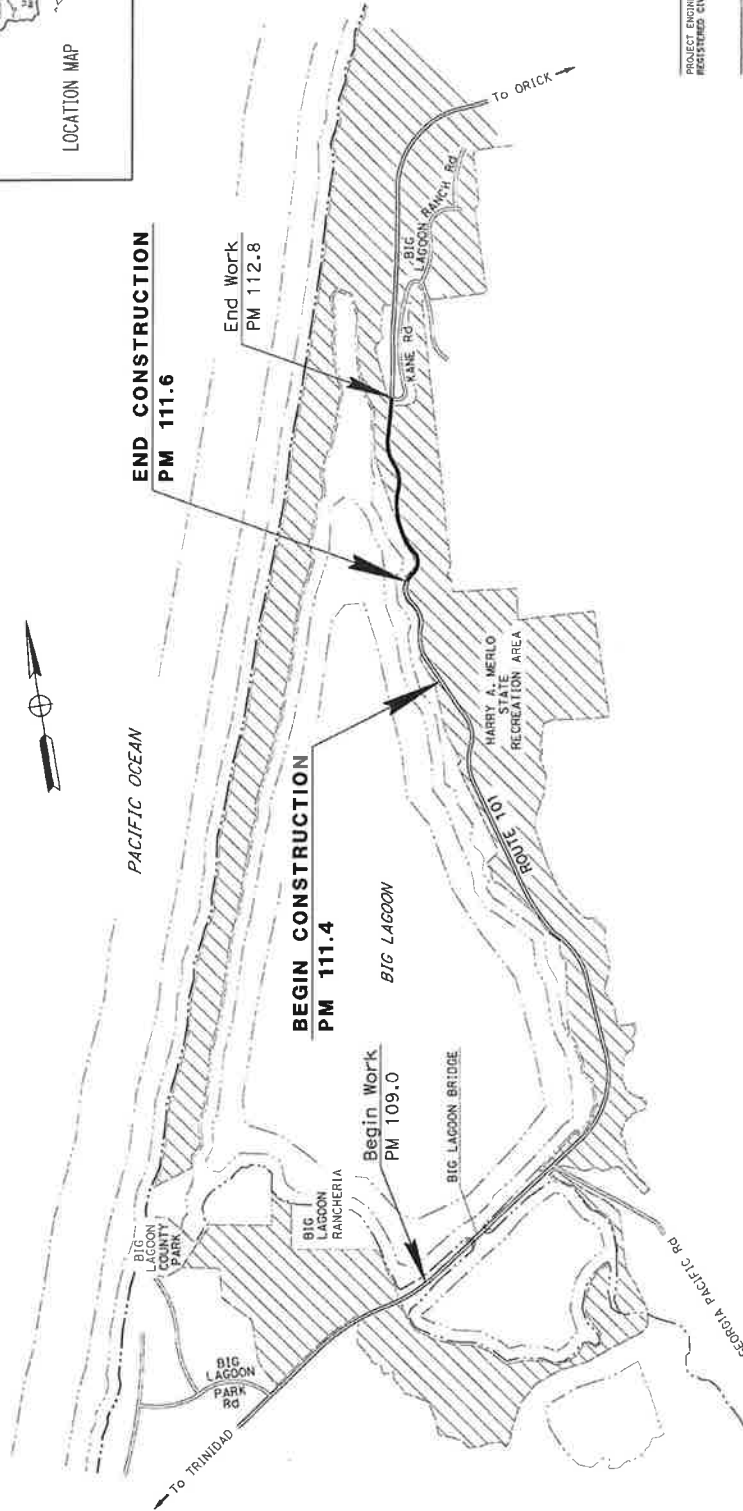 LOCATION MAP
PROJECT ENGINE
REGISTERED CIV
To ORICK
END CONSTRUCTION
PM 111.6
End Work
PM 112.8
BIG
LAGOON RANCH Rd
KANE Rd
PACIFIC OCEAN
HARRY A. MERLO
STATE
RECREATION AREA
BEGIN CONSTRUCTION
PM 111.4
ROUTE 101
BIG LAGOON
Begin Work
PM 109.0
BIG LAGOON BRIDGE
BIG
LAGOON
RANCHERIA
BIG
LAGOON
COUNTY
PARK
BIG
LAGOON
PARK
Rd
GEORGIA PACIFIC Rd
To TRINIDAD